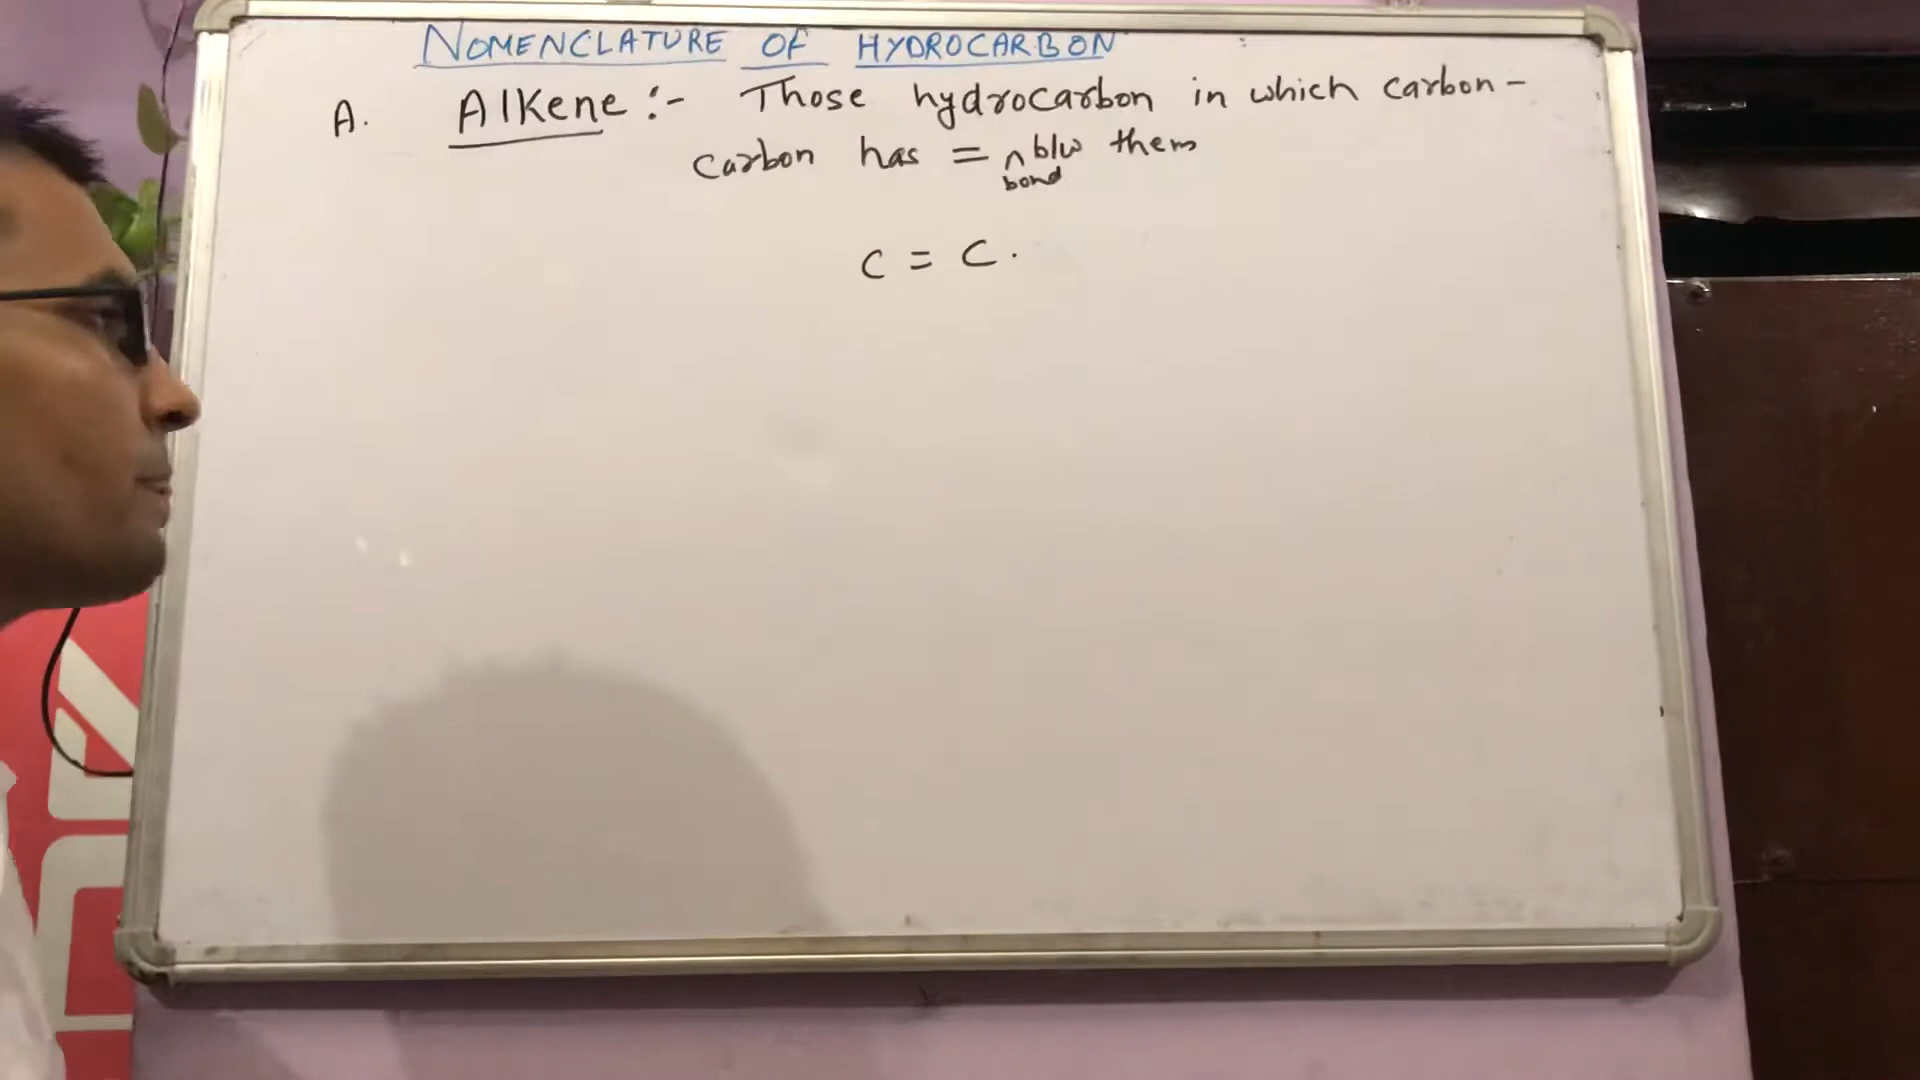 NOMENCLATURE OF HYDROCARBON
A. Alkene :- Those hydrocarbon in which carbon -
carbon has = ^ b/w them
bond
C = C.